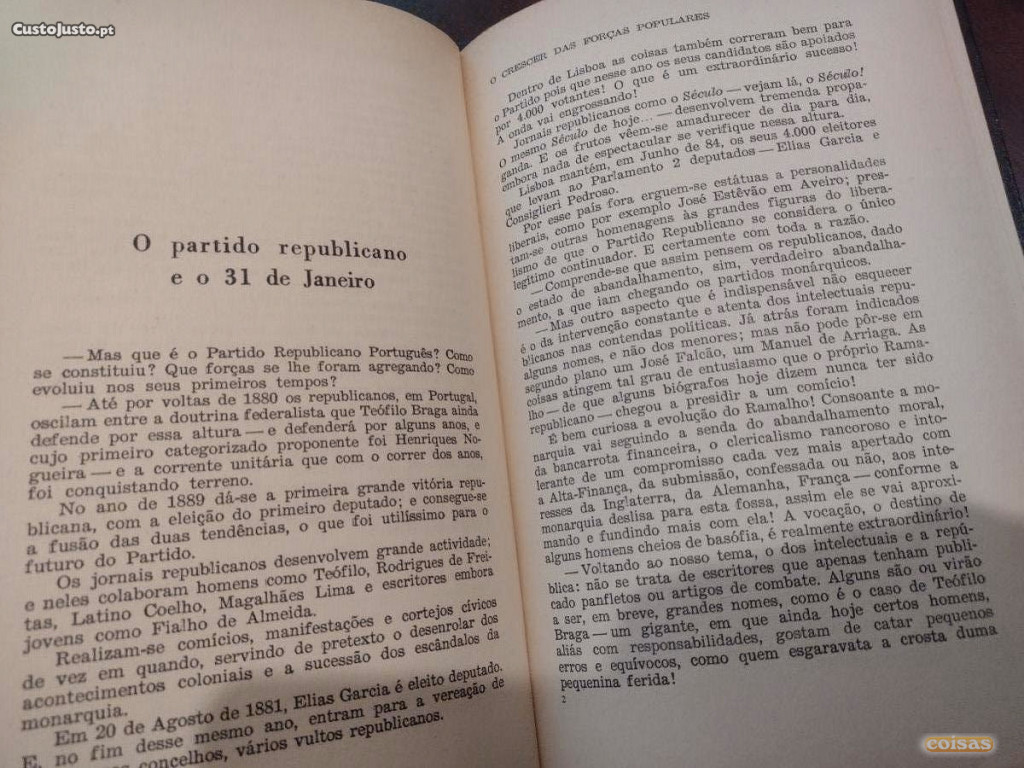 CustoJusto.pt
O partido republicano
e o 31 de Janeiro
— Mas que é o Partido Republicano Português? Como
se constituiu? Que forças se lhe foram agregando? Como
evoluiu nos seus primeiros tempos?
— Até por voltas de 1880 os republicanos, em Portugal,
oscilam entre a doutrina federalista que Teófilo Braga ainda
defende por essa altura — e defenderá por alguns anos, e
cujo primeiro categorizado proponente foi Henriques No-
gueira — e a corrente unitária que com o correr dos anos,
foi conquistando terreno.
No ano de 1889 dá-se a primeira grande vitória repu-
blicana, com a eleição do primeiro deputado; e consegue-se
a fusão das duas tendências, o que foi utilíssimo para o
futuro do Partido.
Os jornais republicanos desenvolvem grande actividade;
e neles colaboram homens como Teófilo, Rodrigues de Frei-
tas, Latino Coelho, Magalhães Lima e escritores embora
jovens como Fialho de Almeida.
Realizam-se comícios, manifestações e cortejos cívicos
de vez em quando, servindo de pretexto o desenrolar dos
acontecimentos coloniais e a sucessão dos escândalos da
monarquia.
Em 20 de Agosto de 1881, Elias Garcia é eleito deputado.
E, no fim desse mesmo ano, entram para a vereação de
concelhos, vários vultos republicanos.
O CRESCER DAS FORÇAS POPULARES
Dentro de Lisboa as coisas também correram bem para
o Partido pois que nesse ano os seus candidatos são apoiados
por 4.000 votantes! O que é um extraordinário sucesso!
A onda vai engrossando!
Jornais republicanos como o Século — vejam lá, o Século!
O mesmo Século de hoje... — desenvolvem tremenda propa-
ganda. E os frutos vêem-se amadurecer de dia para dia,
embora nada de espectacular se verifique nessa altura.
Lisboa mantém, em Junho de 84, os seus 4.000 eleitores
que levam ao Parlamento 2 deputados — Elias Garcia e
Consiglieri Pedroso.
Por esse país fora erguem-se estátuas a personalidades
liberais, como por exemplo José Estêvão em Aveiro; pres-
tam-se outras homenagens às grandes figuras do libera-
lismo de que o Partido Republicano se considera o único
legítimo continuador. E certamente com toda a razão.
— Comprende-se que assim pensem os republicanos, dado
o estado de abandalhamento, sim, verdadeiro abandalha-
mento, a que iam chegando os partidos monárquicos.
— Mas outro aspecto que é indispensável não esquecer
é o da intervenção constante e atenta dos intelectuais repu-
blicanos nas contendas políticas. Já atrás foram indicados
alguns nomes, e não dos menores; mas não pode pôr-se em
segundo plano um José Falcão, um Manuel de Arriaga. As
coisas atingem tal grau de entusiasmo que o próprio Rama-
lho — de que alguns biógrafos hoje dizem nunca ter sido
republicano — chegou a presidir a um comício!
É bem curiosa a evolução do Ramalho! Consoante a mo-
narquia vai seguindo a senda do abandalhamento moral,
da bancarrota financeira, o clericalismo rancoroso e into-
lerante de um compromisso cada vez mais apertado com
a Alta-Finança, da submissão, confessada ou não, aos inte-
resses da Inglaterra, da Alemanha, França — conforme a
monarquia deslisa para esta fossa, assim ele se vai aproxi-
mando e fundindo mais com ela! A vocação, o destino de
alguns homens cheios de basófia, é realmente extraordinário!
— Voltando ao nosso tema, o dos intelectuais e a repú-
blica: não se trata de escritores que apenas tenham publi-
cado panfletos ou artigos de combate. Alguns são ou virão
a ser, em breve, grandes nomes, como é o caso de Teófilo
Braga — um gigante, em que ainda hoje certos homens,
aliás com responsabilidades, gostam de catar pequenos
erros e equívocos, como quem esgaravata a crosta duma
pequenina ferida!
2
coisas